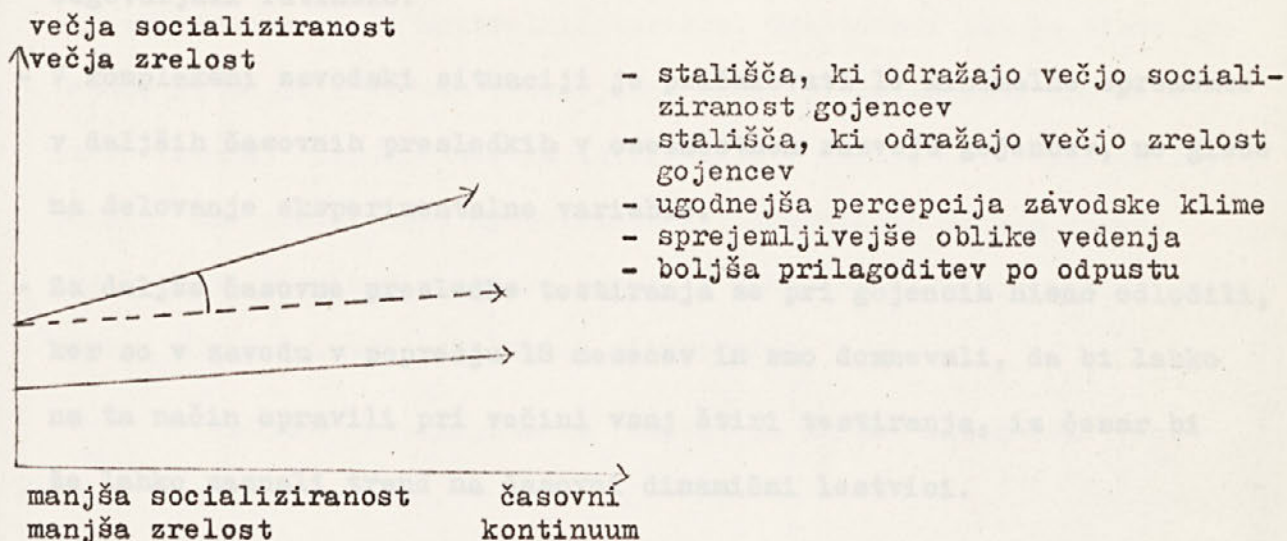 večja socializiranost
večja zrelost
- stališča, ki odražajo večjo sociali-
ziranost gojencev
- stališča, ki odražajo večjo zrelost
gojencev
- ugodnejša percepcija zavodske klime
- sprejemljivejše oblike vedenja
- boljša prilagoditev po odpustu
manjša socializiranost
manjša zrelost
časovni
kontinuum